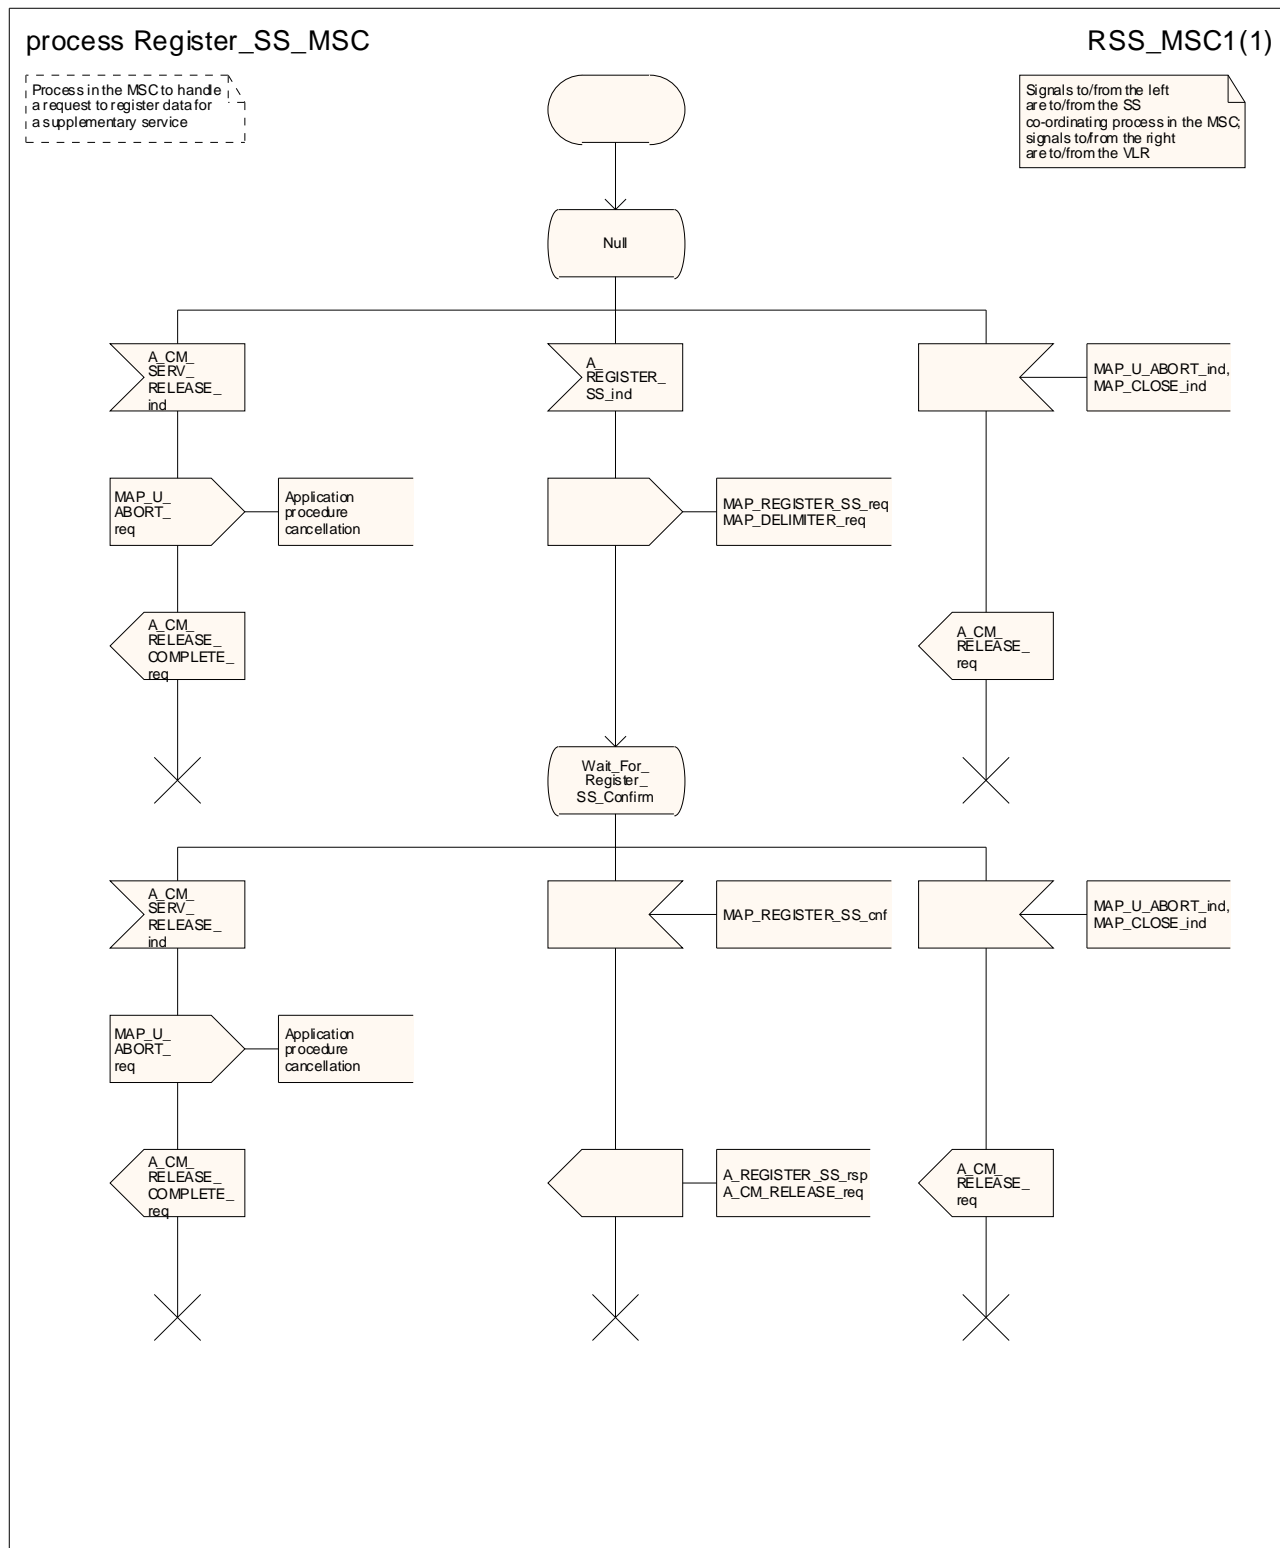 process Register_SS_MSC
RSS_MSC1(1)
Process in the MSC to handle
a request to register data for
a supplementary service
Signals to/from the left
are to/from the SS
co-ordinating process in the MSC;
signals to/from the right
are to/from the VLR
Null
A_CM_
SERV_
RELEASE_
ind
A_
REGISTER_
SS_ind
MAP_U_ABORT_ind,
MAP_CLOSE_ind
MAP_U_
ABORT_
req
Application
procedure
cancellation
MAP_REGISTER_SS_req
MAP_DELIMITER_req
A_CM_
RELEASE_
COMPLETE_
req
A_CM_
RELEASE_
req
Wait_For_
Register_
SS_Confirm
A_CM_
SERV_
RELEASE_
ind
MAP_REGISTER_SS_cnf
MAP_U_ABORT_ind,
MAP_CLOSE_ind
MAP_U_
ABORT_
req
Application
procedure
cancellation
A_CM_
RELEASE_
COMPLETE_
req
A_REGISTER_SS_rsp
A_CM_RELEASE_req
A_CM_
RELEASE_
req